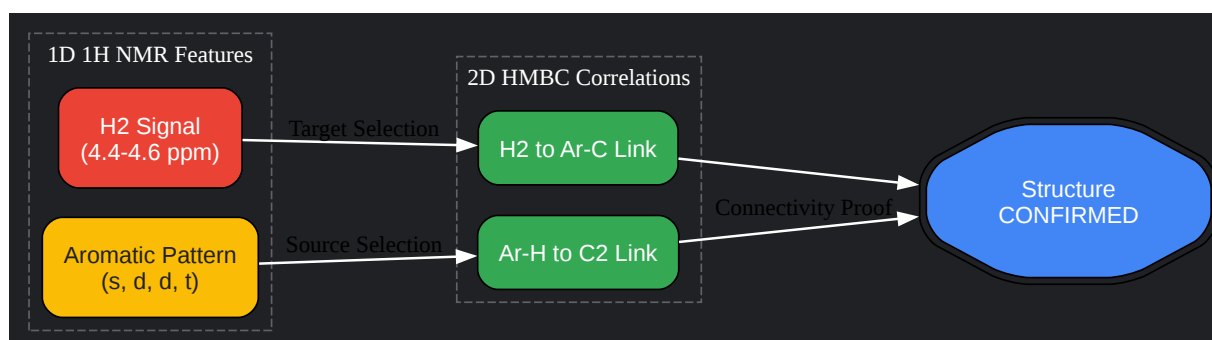 1D 1H NMR Features
H2 Signal
(4.4-4.6 ppm)
Aromatic Pattern
(s, d, d, t)
Target Selection
Source Selection
2D HMBC Correlations
H2 to Ar-C Link
Ar-H to C2 Link
Connectivity Proof
Structure
CONFIRMED